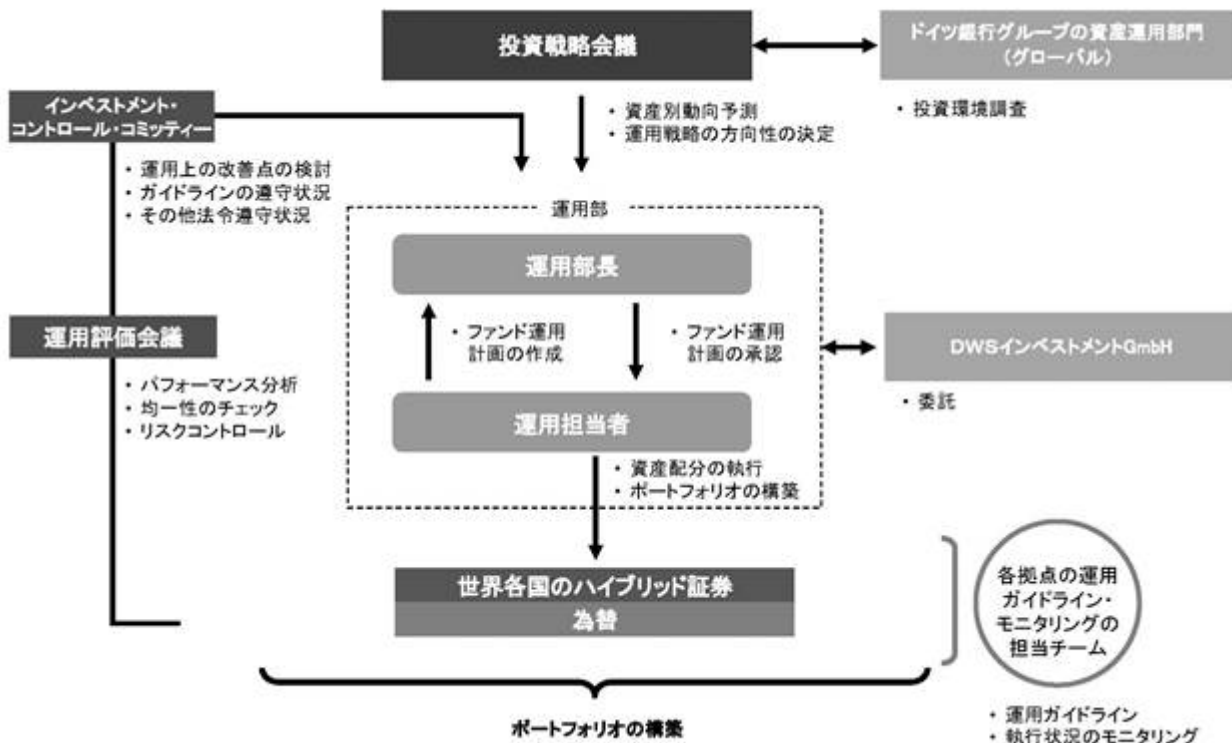 投資戦略会議
ドイツ銀行グループの資産運用部門
（グローバル）
・資産別動向予測
・運用戦略の方向性の決定
・投資環境調査
インベストメント・
コントロール・コミッティー
・運用上の改善点の検討
・ガイドラインの遵守状況
・その他法令遵守状況
運用部
運用部長
・ファンド運用
計画の作成
・ファンド運用
計画の承認
運用評価会議
・パフォーマンス分析
・均一性のチェック
・リスクコントロール
DWSインベストメントGmbH
・委託
運用担当者
・資産配分の執行
・ポートフォリオの構築
世界各国のハイブリッド証券
為替
各拠点の運用
ガイドライン・
モニタリングの
担当チーム
・運用ガイドライン
・執行状況のモニタリング
ポートフォリオの構築